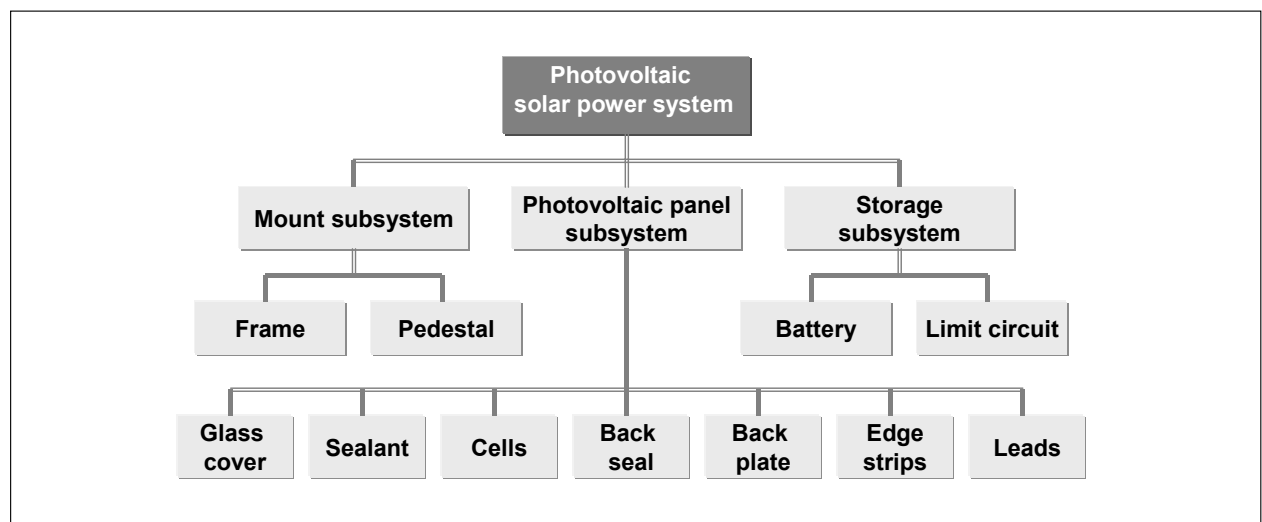 Photovoltaic
solar power system
Mount subsystem
Photovoltaic panel
subsystem
Storage
subsystem
Frame
Pedestal
Battery
Limit circuit
Glass
cover
Sealant
Cells
Back
seal
Back
plate
Edge
strips
Leads